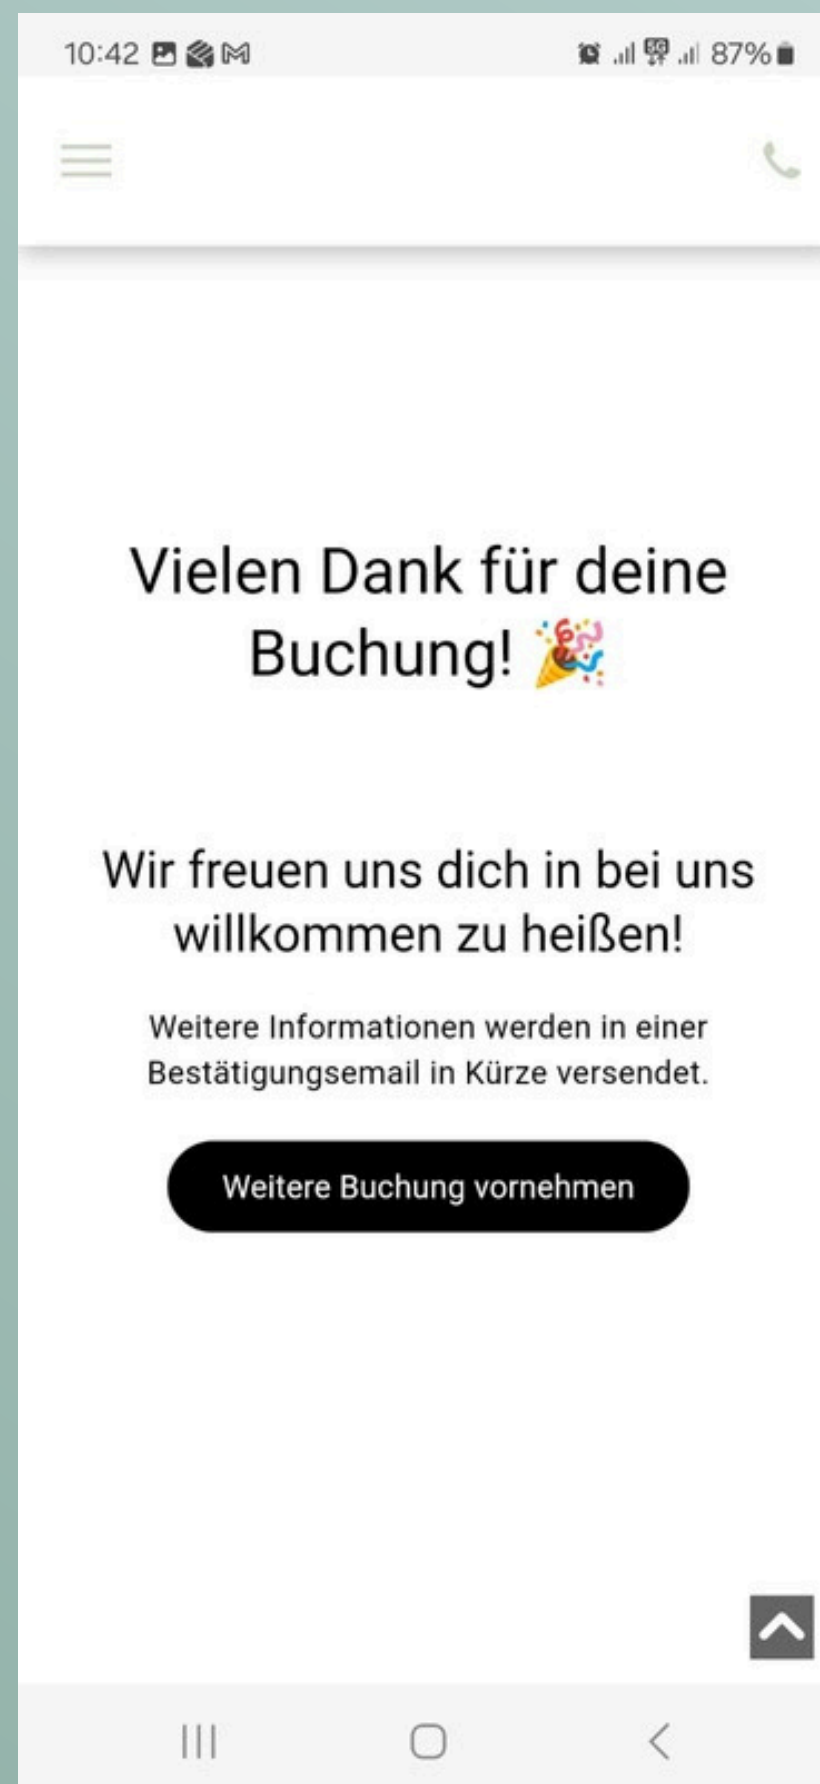 10:42 87%
Vielen Dank für deine
Buchung! 🎉
Wir freuen uns dich in bei uns
willkommen zu heißen!
Weitere Informationen werden in einer
Bestätigungsemail in Kürze versendet.
Weitere Buchung vornehmen